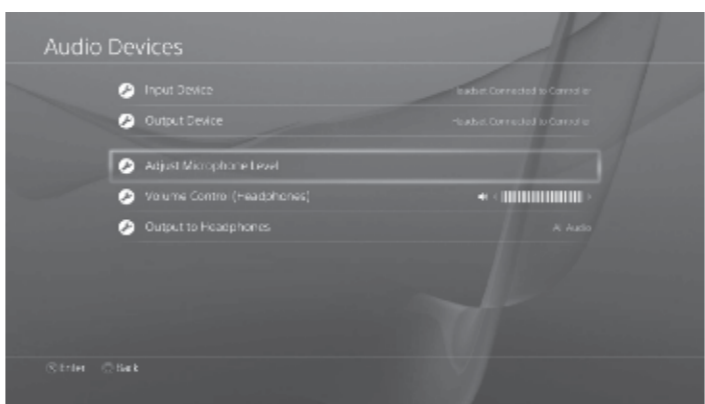 Audio Devices
Input Device Headset Connected to Controller
Output Device Headset Connected to Controller
Adjust Microphone Level
Volume Control (Headphones)
Output to Headphones All Audio
Enter Back